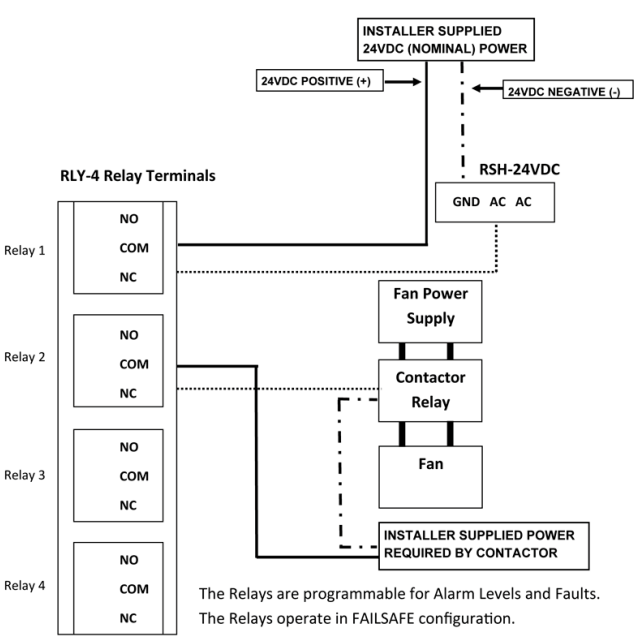 INSTALLER SUPPLIED
24VDC (NOMINAL) POWER
24VDC POSITIVE (+)
24VDC NEGATIVE (-)
RLY-4 Relay Terminals
RSH-24VDC
GND AC AC
Relay 1
NO
COM
NC
Fan Power
Supply
Relay 2
NO
COM
NC
Contactor
Relay
Relay 3
NO
COM
NC
Fan
INSTALLER SUPPLIED POWER
REQUIRED BY CONTACTOR
Relay 4
NO
COM
NC
The Relays are programmable for Alarm Levels and Faults.
The Relays operate in FAILSAFE configuration.